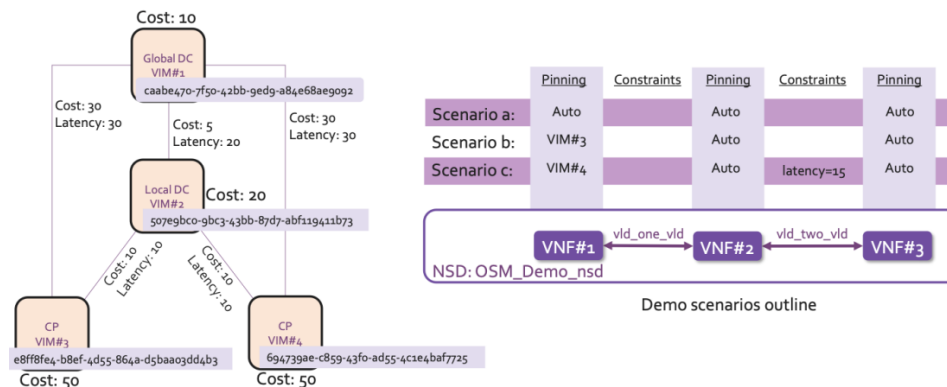 Cost: 10
Global DC
VIM#1
caabe470-7f50-42bb-9ed9-a84e68ae9092
Cost: 30
Latency: 30
Cost: 5
Latency: 20
Cost: 30
Latency: 30
Local DC
VIM#2
Cost: 20
507e9bc0-9bc3-43bb-87d7-abf119411b73
Cost: 10
Latency: 10
Cost: 10
Latency: 10
CP
VIM#3
e8ff8fe4-b8ef-4d55-864a-d5baa03dd4b3
Cost: 50
CP
VIM#4
694739ae-c859-43f0-ad55-4c1e4baf7725
Cost: 50
Pinning Constraints Pinning Constraints Pinning
Scenario a: Auto Auto Auto
Scenario b: VIM#3 Auto Auto
Scenario c: VIM#4 Auto latency=15 Auto
VNF#1 vld_one_vld VNF#2 vld_two_vld VNF#3
NSD: OSM_Demo_nsd
Demo scenarios outline